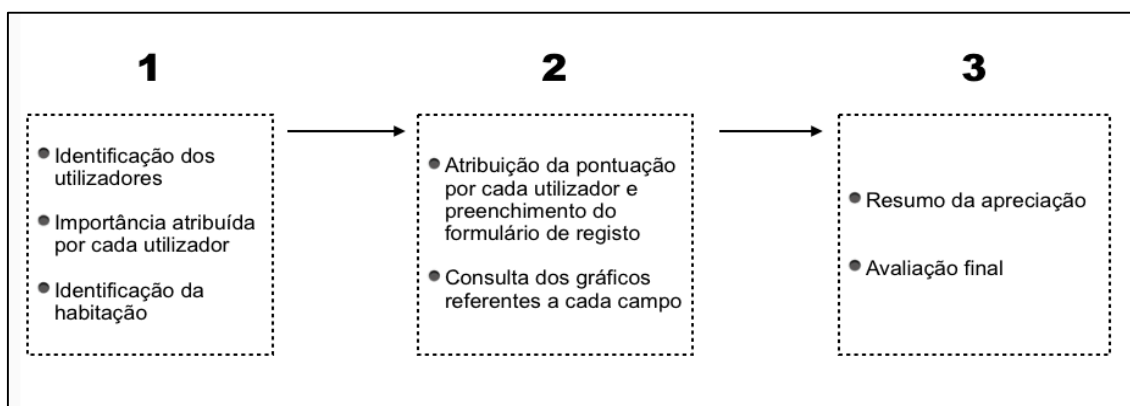 1
Identificação dos
utilizadores
Importância atribuída
por cada utilizador
Identificação da
habitação
2
Atribuição da pontuação
por cada utilizador e
preenchimento do
formulário de registo
Consulta dos gráficos
referentes a cada campo
3
Resumo da apreciação
Avaliação final